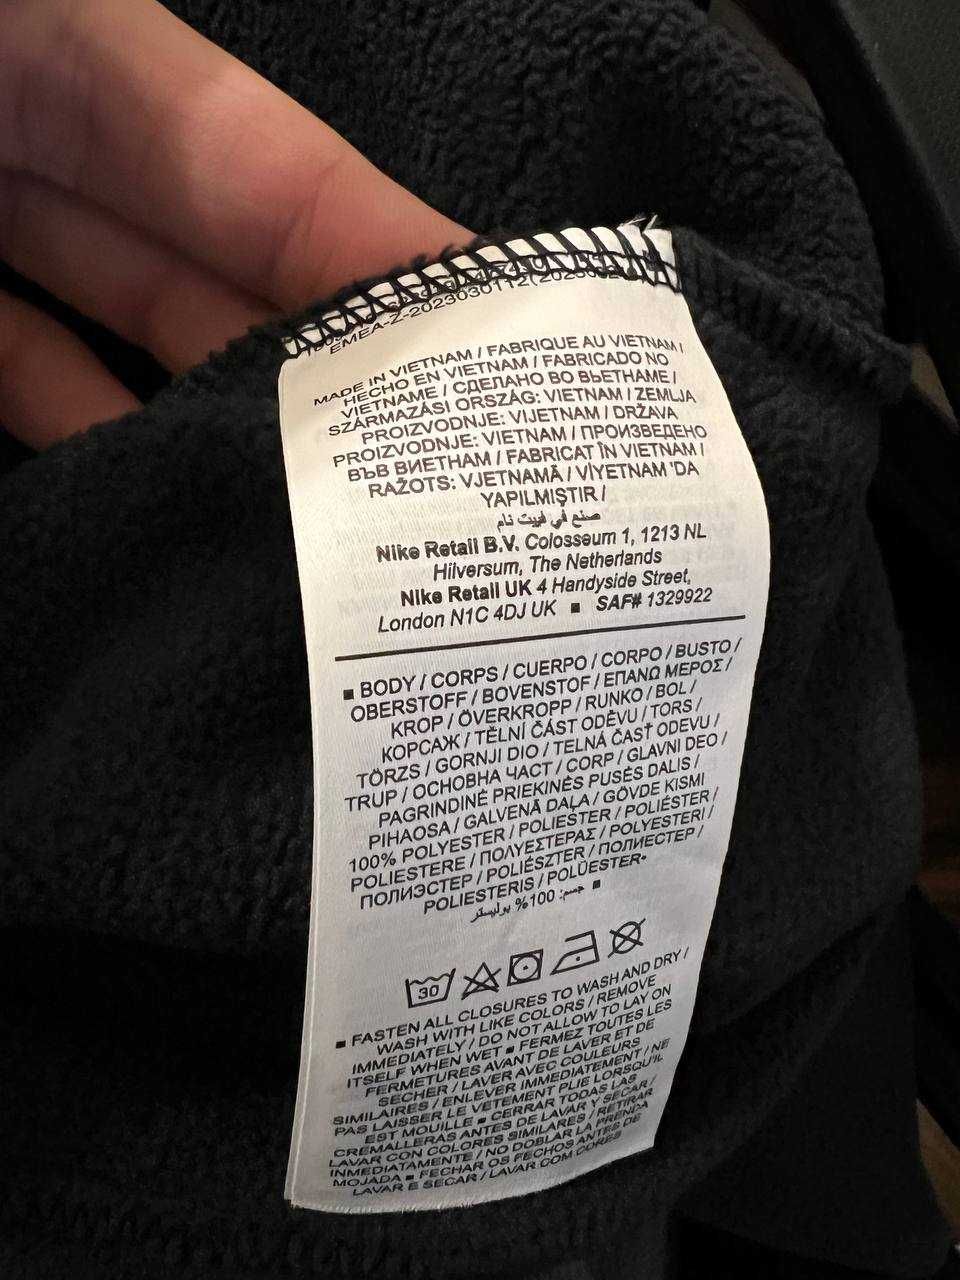 EMEA-Z-2023030112
MADE IN VIETNAM / FABRIQUE AU VIETNAM /
HECHO EN VIETNAM / FABRICADO NO
VIETNAME / СДЕЛАНО ВО ВЬЕТНАМЕ /
SZÁRMAZÁSI ORSZÁG: VIETNAM / ZEMLJA
PROIZVODNJE: VIJETNAM / DRŽAVA
PROIZVODNJE: VIETNAM / ПРОИЗВЕДЕНО
ВЪВ ВИЕТНАМ / FABRICAT ÎN VIETNAM /
RAŽOTS: VJETNAMĀ / VİYETNAM 'DA
YAPILMIŞTIR /
صنع في فييت نام
Nike Retail B.V. Colosseum 1, 1213 NL
Hilversum, The Netherlands
Nike Retail UK 4 Handyside Street,
London N1C 4DJ UK ■ SAF# 1329922
■ BODY / CORPS / CUERPO / CORPO / BUSTO /
OBERSTOFF / BOVENSTOF / ΕΠΑΝΩ ΜΕΡΟΣ /
KROP / ÖVERKROPP / RUNKO / BOL /
КОРСАЖ / TĚLNÍ ČÁST ODĚVU / TORS /
TÖRZS / GORNJI DIO / TELNÁ ČASŤ ODEVU /
TRUP / ОСНОВНА ЧАСТ / CORP / GLAVNI DEO /
PAGRINDINĖ PRIEKINĖS PUSĖS DALIS /
PIHAOSA / GALVENĀ DAĻA / GÖVDE KISMI
100% POLYESTER / POLIESTER / POLIÉSTER /
POLIESTERE / ΠΟΛΥΕΣΤΕΡΑΣ / POLYESTERI /
ПОЛИЭСТЕР / POLIÉSZTER / ПОЛИЕСТЕР /
POLIESTERIS / POLÜESTER•
جسم: 100% بوليستر ■
30
■ FASTEN ALL CLOSURES TO WASH AND DRY /
WASH WITH LIKE COLORS / REMOVE
IMMEDIATELY / DO NOT ALLOW TO LAY ON
ITSELF WHEN WET ■ FERMEZ TOUTES LES
FERMETURES AVANT DE LAVER ET DE
SECHER / LAVER AVEC COULEURS
SIMILAIRES / ENLEVER IMMEDIATEMENT / NE
PAS LAISSER LE VETEMENT PLIE LORSQU'IL
EST MOUILLE ■ CERRAR TODAS LAS
CREMALLERAS ANTES DE LAVAR Y SECAR /
LAVAR CON COLORES SIMILARES / RETIRAR
INMEDIATAMENTE / NO DOBLAR LA PRENDA
MOJADA ■ FECHAR OS FECHOS ANTES DE
LAVAR E SECAR / LAVAR COM CORES